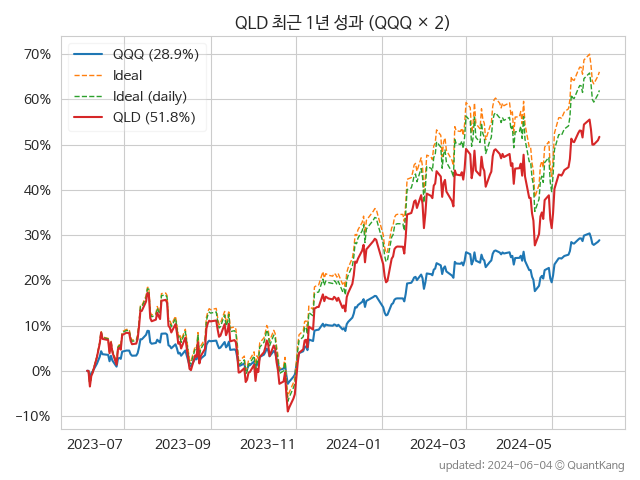 QLD 최근 1년 성과 (QQQ × 2)
QQQ (28.9%)
Ideal
Ideal (daily)
QLD (51.8%)
70%
60%
50%
40%
30%
20%
10%
0%
−10%
2023-07 2023-09 2023-11 2024-01 2024-03 2024-05
updated: 2024-06-04 © QuantKang